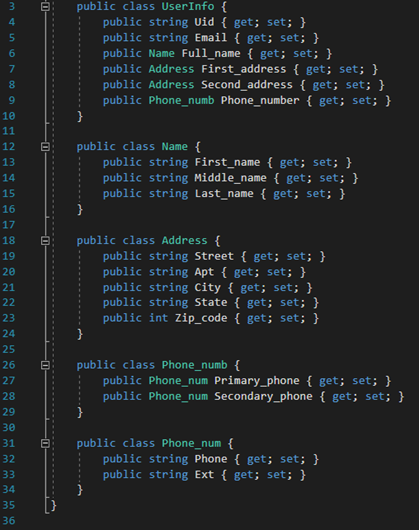 3 public class UserInfo {
4 public string Uid { get; set; }
5 public string Email { get; set; }
6 public Name Full_name { get; set; }
7 public Address First_address { get; set; }
8 public Address Second_address { get; set; }
9 public Phone_numb Phone_number { get; set; }
10 }
11
12 public class Name {
13 public string First_name { get; set; }
14 public string Middle_name { get; set; }
15 public string Last_name { get; set; }
16 }
17
18 public class Address {
19 public string Street { get; set; }
20 public string Apt { get; set; }
21 public string City { get; set; }
22 public string State { get; set; }
23 public int Zip_code { get; set; }
24 }
25
26 public class Phone_numb {
27 public Phone_num Primary_phone { get; set; }
28 public Phone_num Secondary_phone { get; set; }
29 }
30
31 public class Phone_num {
32 public string Phone { get; set; }
33 public string Ext { get; set; }
34 }
35 }
36